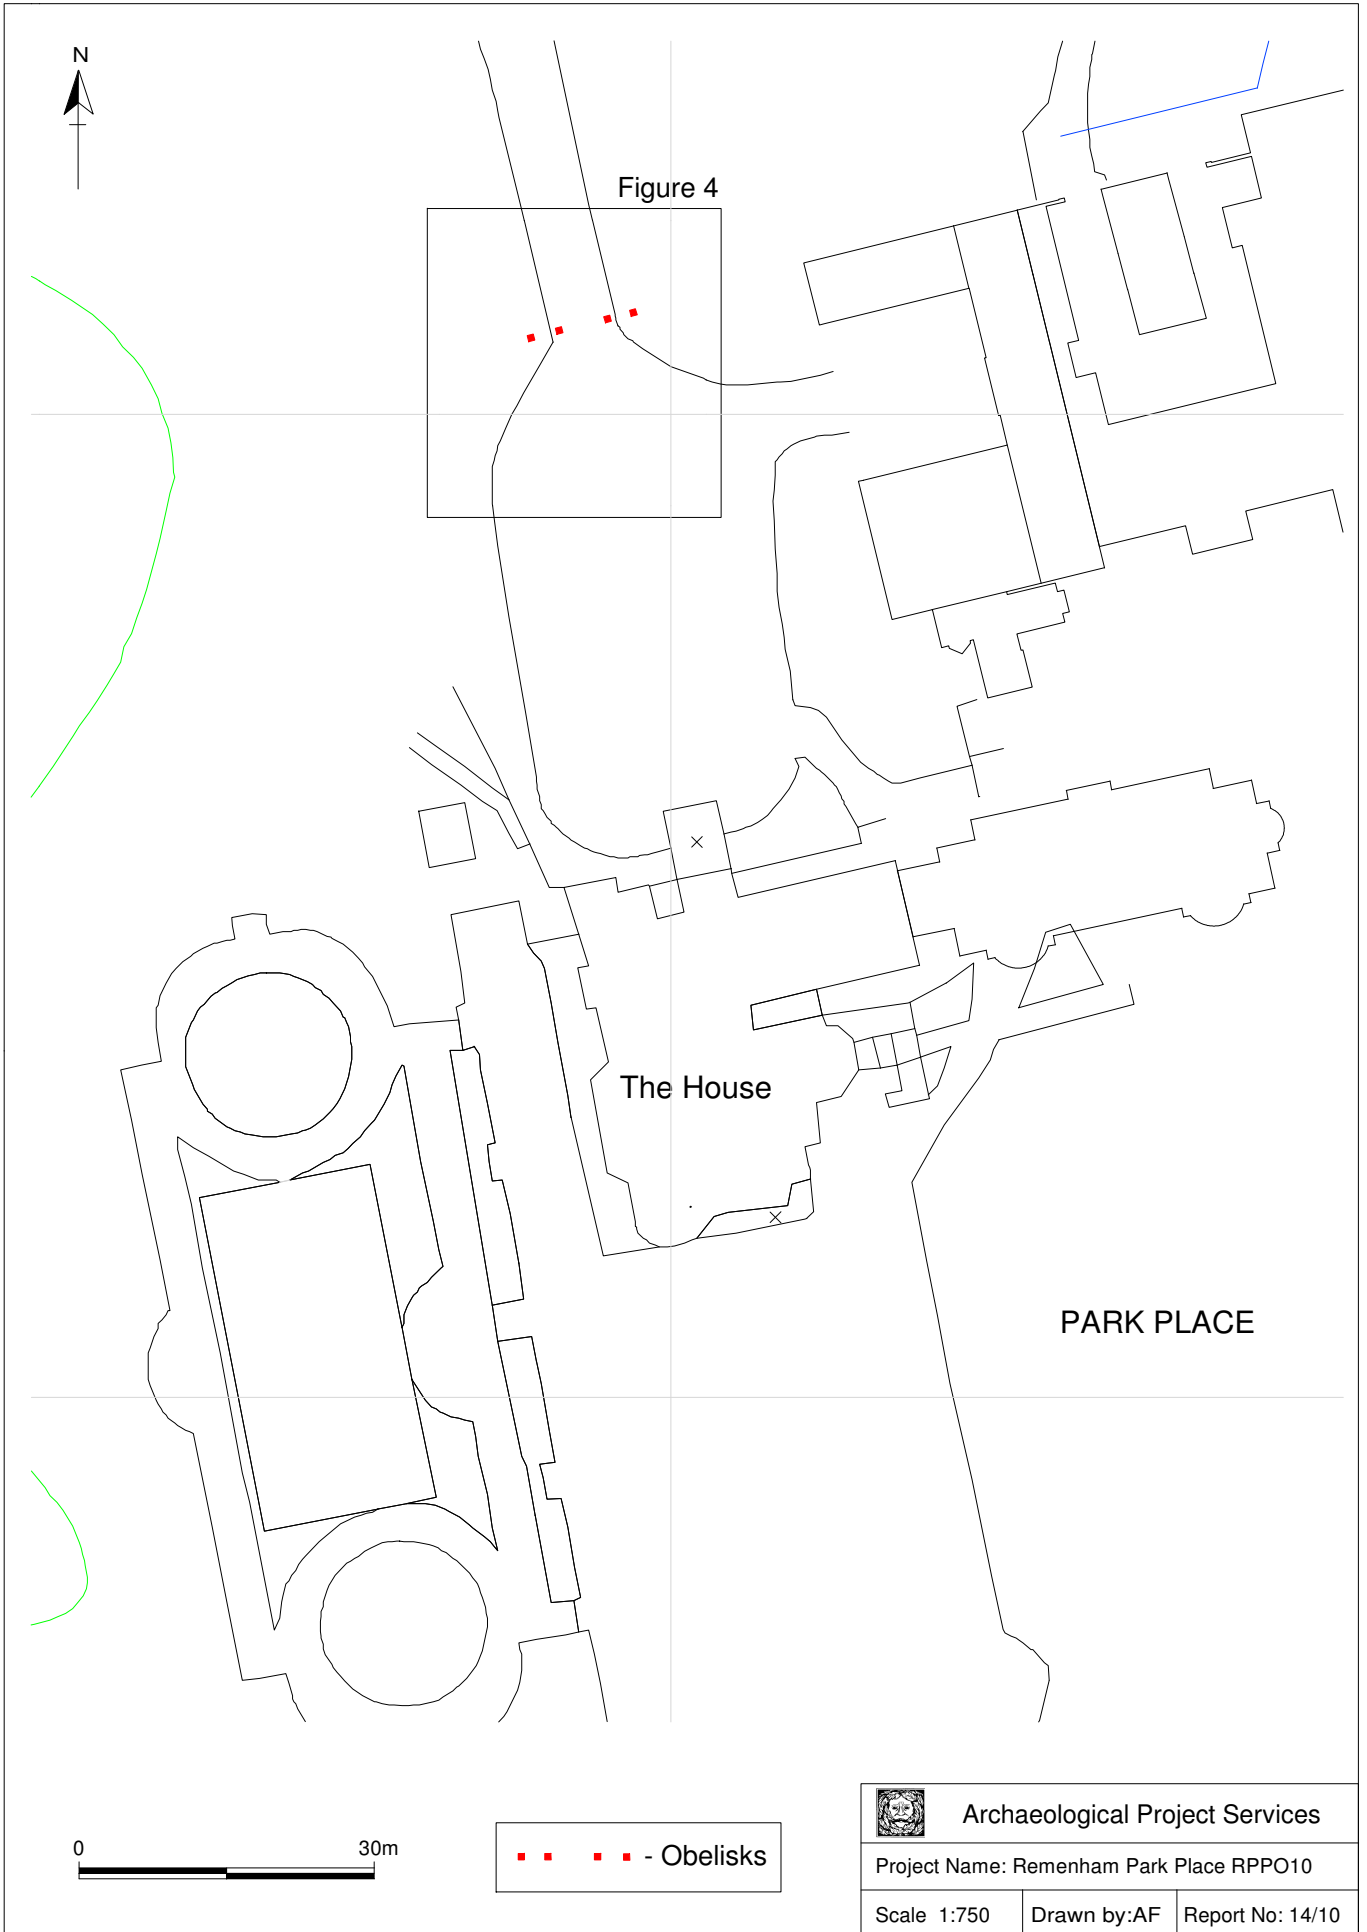 N
Figure 4
The House
PARK PLACE
0 30m
- Obelisks
Archaeological Project Services
Project Name: Remenham Park Place RPPO10
Scale 1:750 Drawn by:AF Report No: 14/10